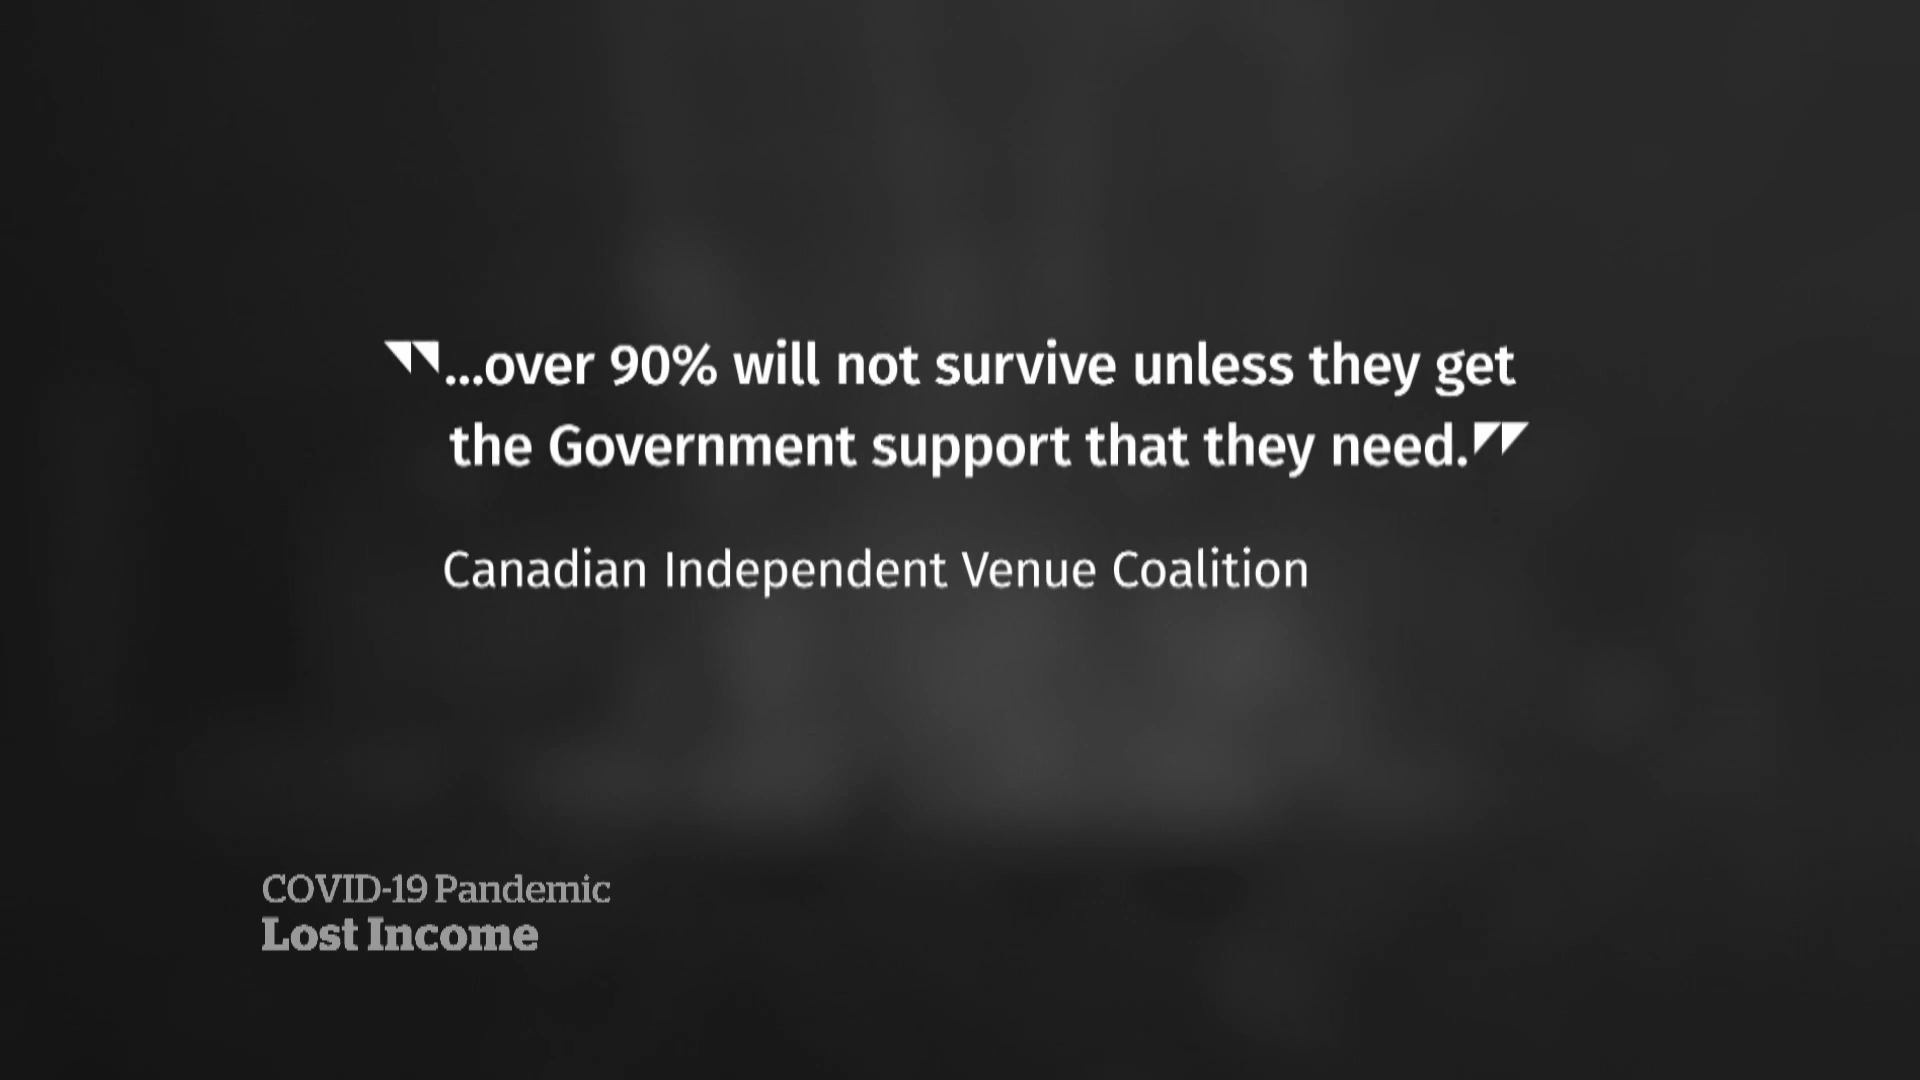 "...over 90% will not survive unless they get
the Government support that they need."
Canadian Independent Venue Coalition
COVID-19 Pandemic
Lost Income